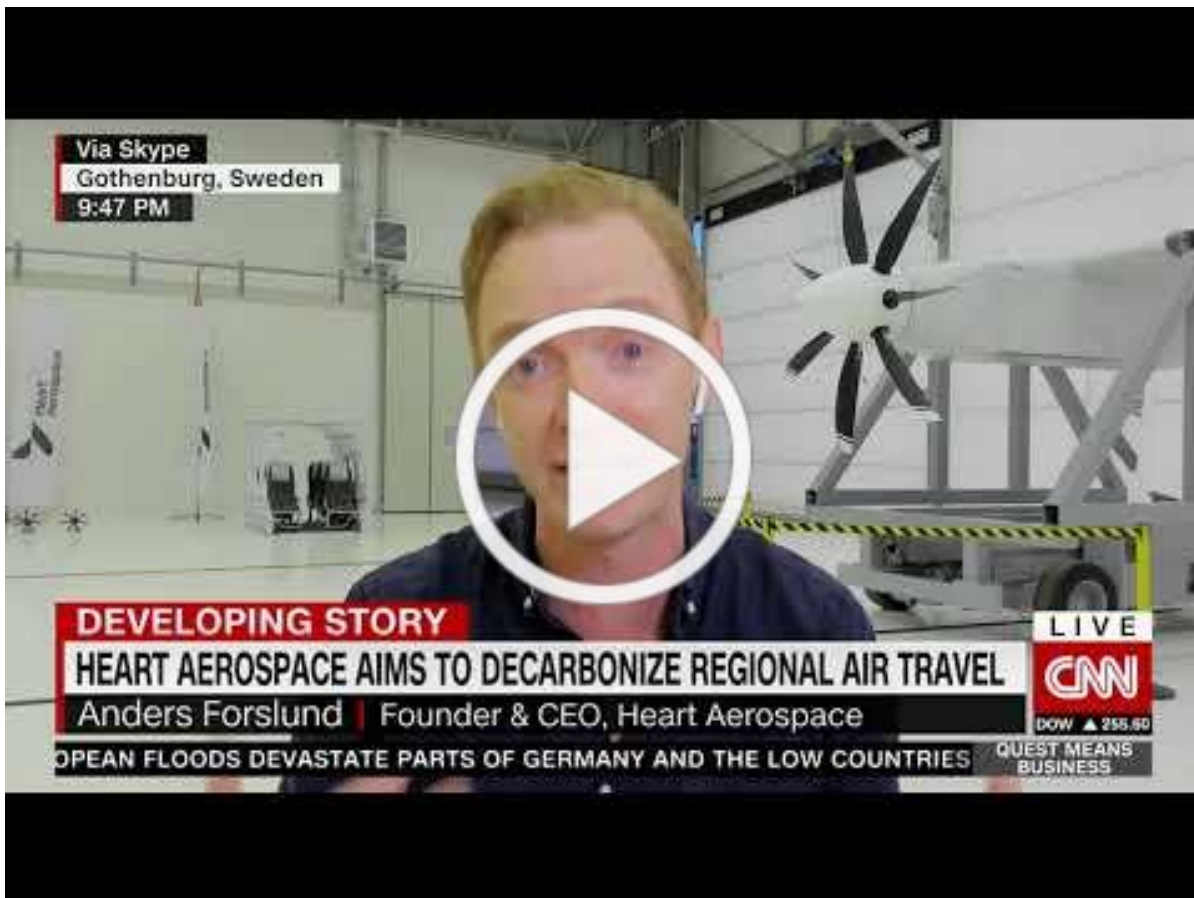 Via Skype
Gothenburg, Sweden
9:47 PM
Heart
Aerospace
DEVELOPING STORY
HEART AEROSPACE AIMS TO DECARBONIZE REGIONAL AIR TRAVEL
Anders Forslund | Founder & CEO, Heart Aerospace
OPEAN FLOODS DEVASTATE PARTS OF GERMANY AND THE LOW COUNTRIES
LIVE
CNN
DOW ▲ 255.60
QUEST MEANS
BUSINESS